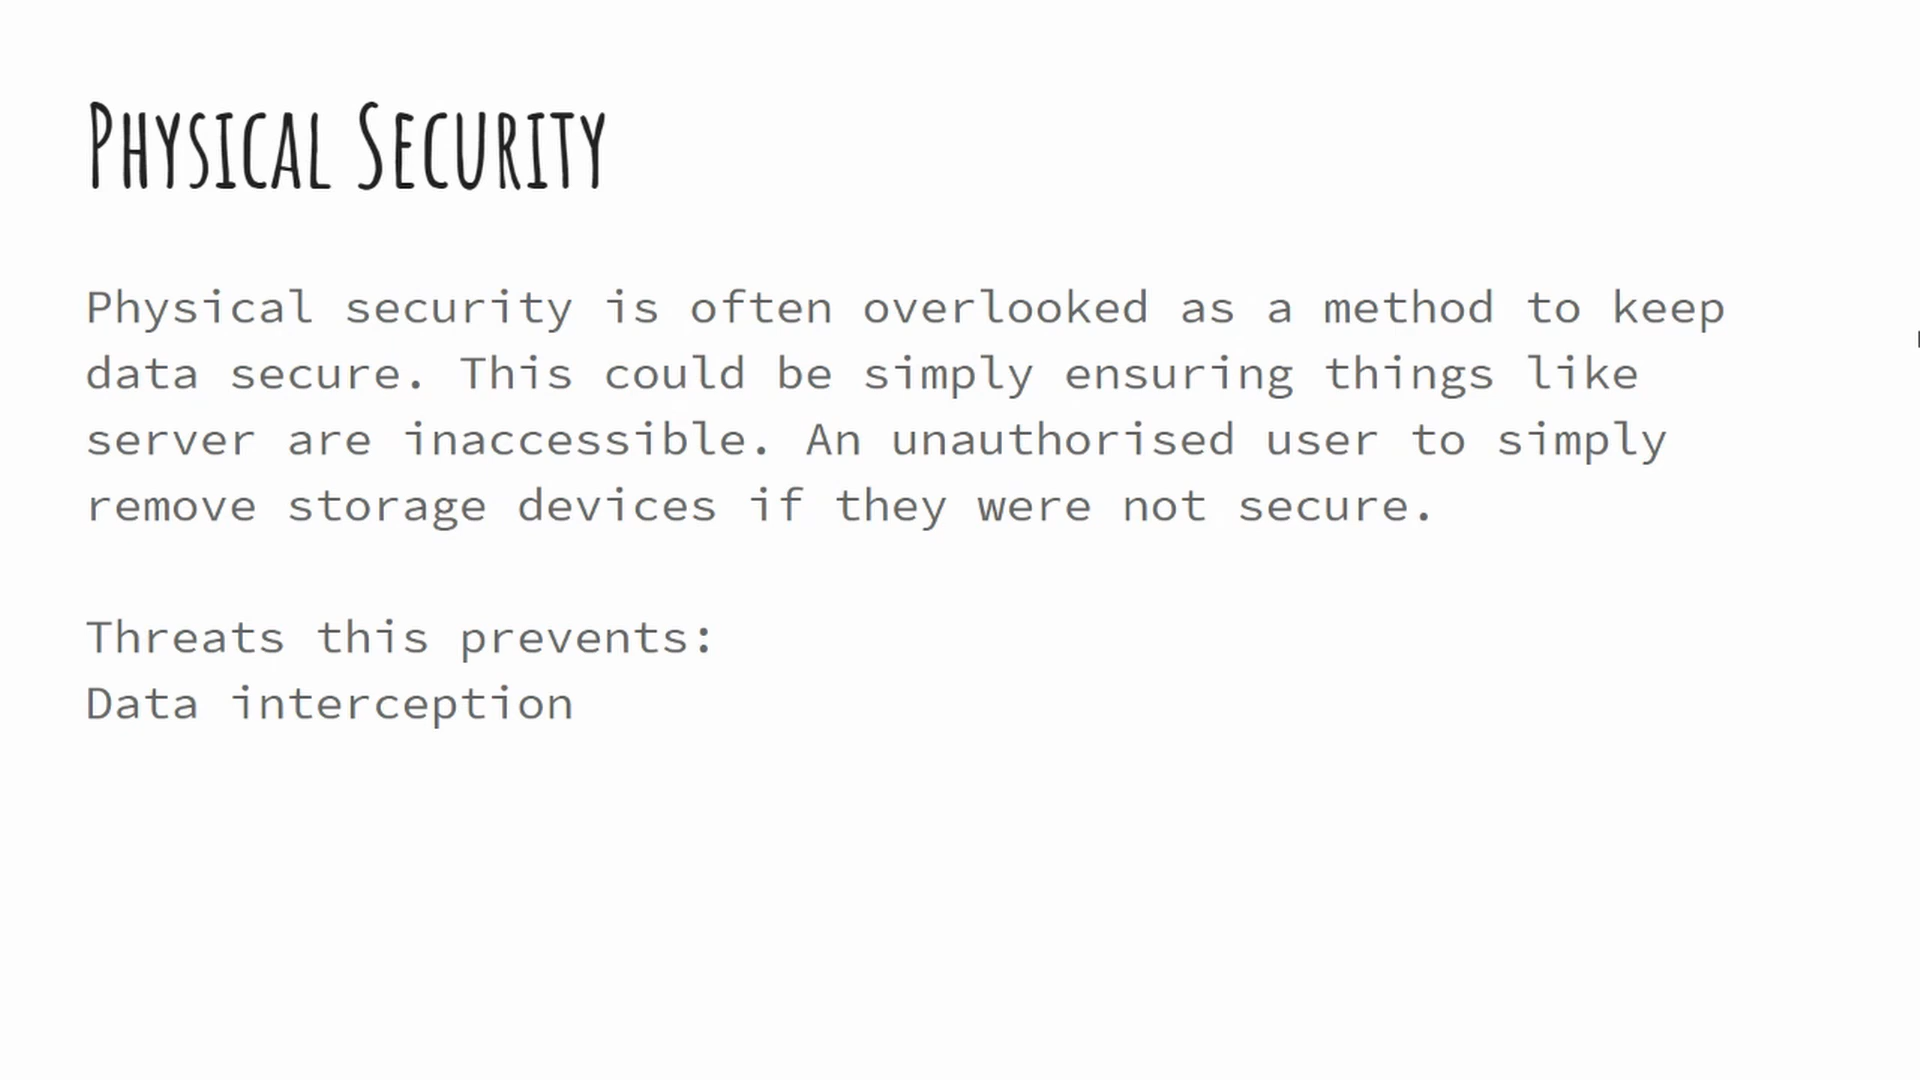 Physical Security
Physical security is often overlooked as a method to keep
data secure. This could be simply ensuring things like
server are inaccessible. An unauthorised user to simply
remove storage devices if they were not secure.
Threats this prevents:
Data interception